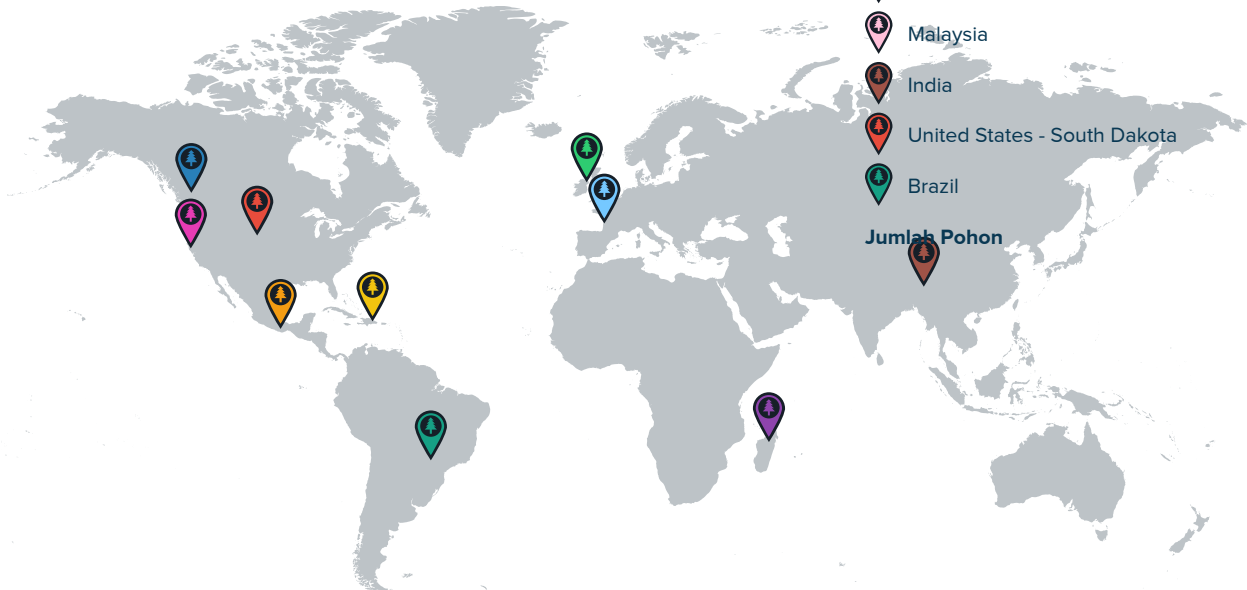 Malaysia
India
United States - South Dakota
Brazil
Jumlah Pohon